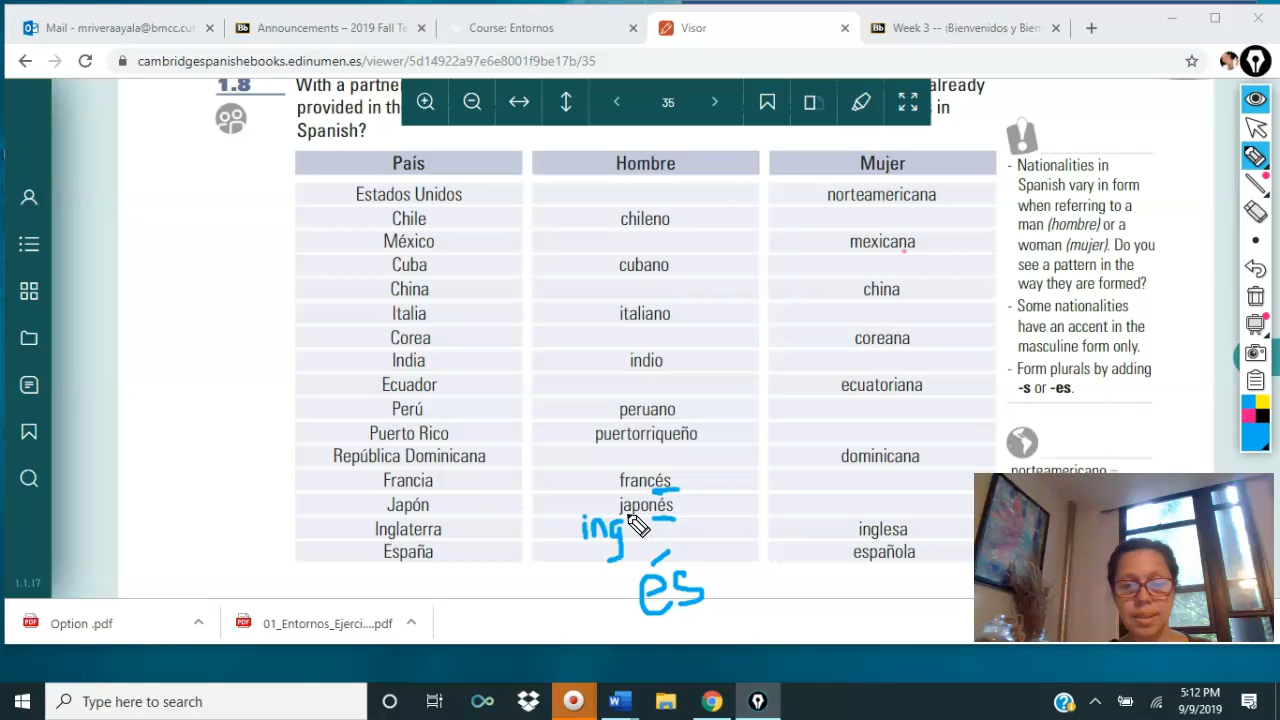 Mail - mriveraayala@bmcc.cur
Announcements – 2019 Fall Te
Course: Entornos
Visor
Week 3 -- ¡Bienvenidos y Bien
cambridgespanishebooks.edinumen.es/viewer/5d14922a97e6e8001f9be17b/35
1.8 With a partne already
provided in th 35 s in
Spanish?
País Hombre Mujer
Estados Unidos norteamericana
Chile chileno
México mexicana
Cuba cubano
China china
Italia italiano
Corea coreana
India indio
Ecuador ecuatoriana
Perú peruano
Puerto Rico puertorriqueño
República Dominicana dominicana
Francia francés
Japón japonés
Inglaterra ing inglesa
España española
és
- Nationalities in
Spanish vary in form
when referring to a
man (hombre) or a
woman (mujer). Do you
see a pattern in the
way they are formed?
- Some nationalities
have an accent in the
masculine form only.
- Form plurals by adding
-s or -es.
norteamericano
1.1.17
Option .pdf
01_Entornos_Ejerci....pdf
Type here to search
5:12 PM
9/9/2019